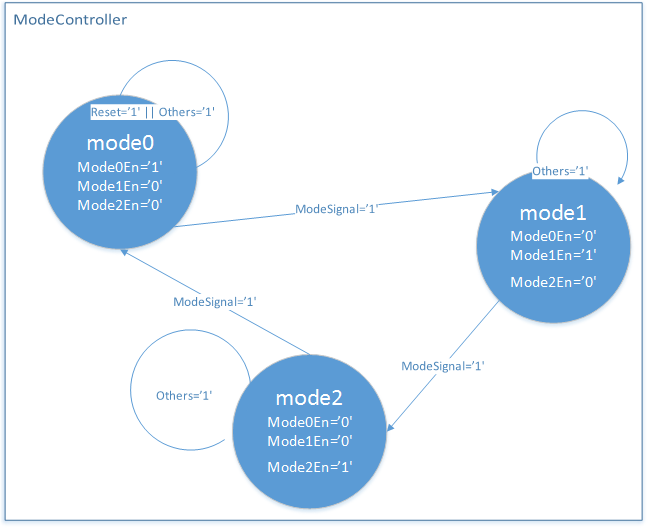 ModeController
Reset=’1' || Others=’1'
mode0
Mode0En=’1'
Mode1En=’0'
Mode2En=’0'
Others=’1'
mode1
Mode0En=’0'
Mode1En=’1'
Mode2En=’0'
ModeSignal=’1'
ModeSignal=’1'
ModeSignal=’1'
Others=’1'
mode2
Mode0En=’0'
Mode1En=’0'
Mode2En=’1'